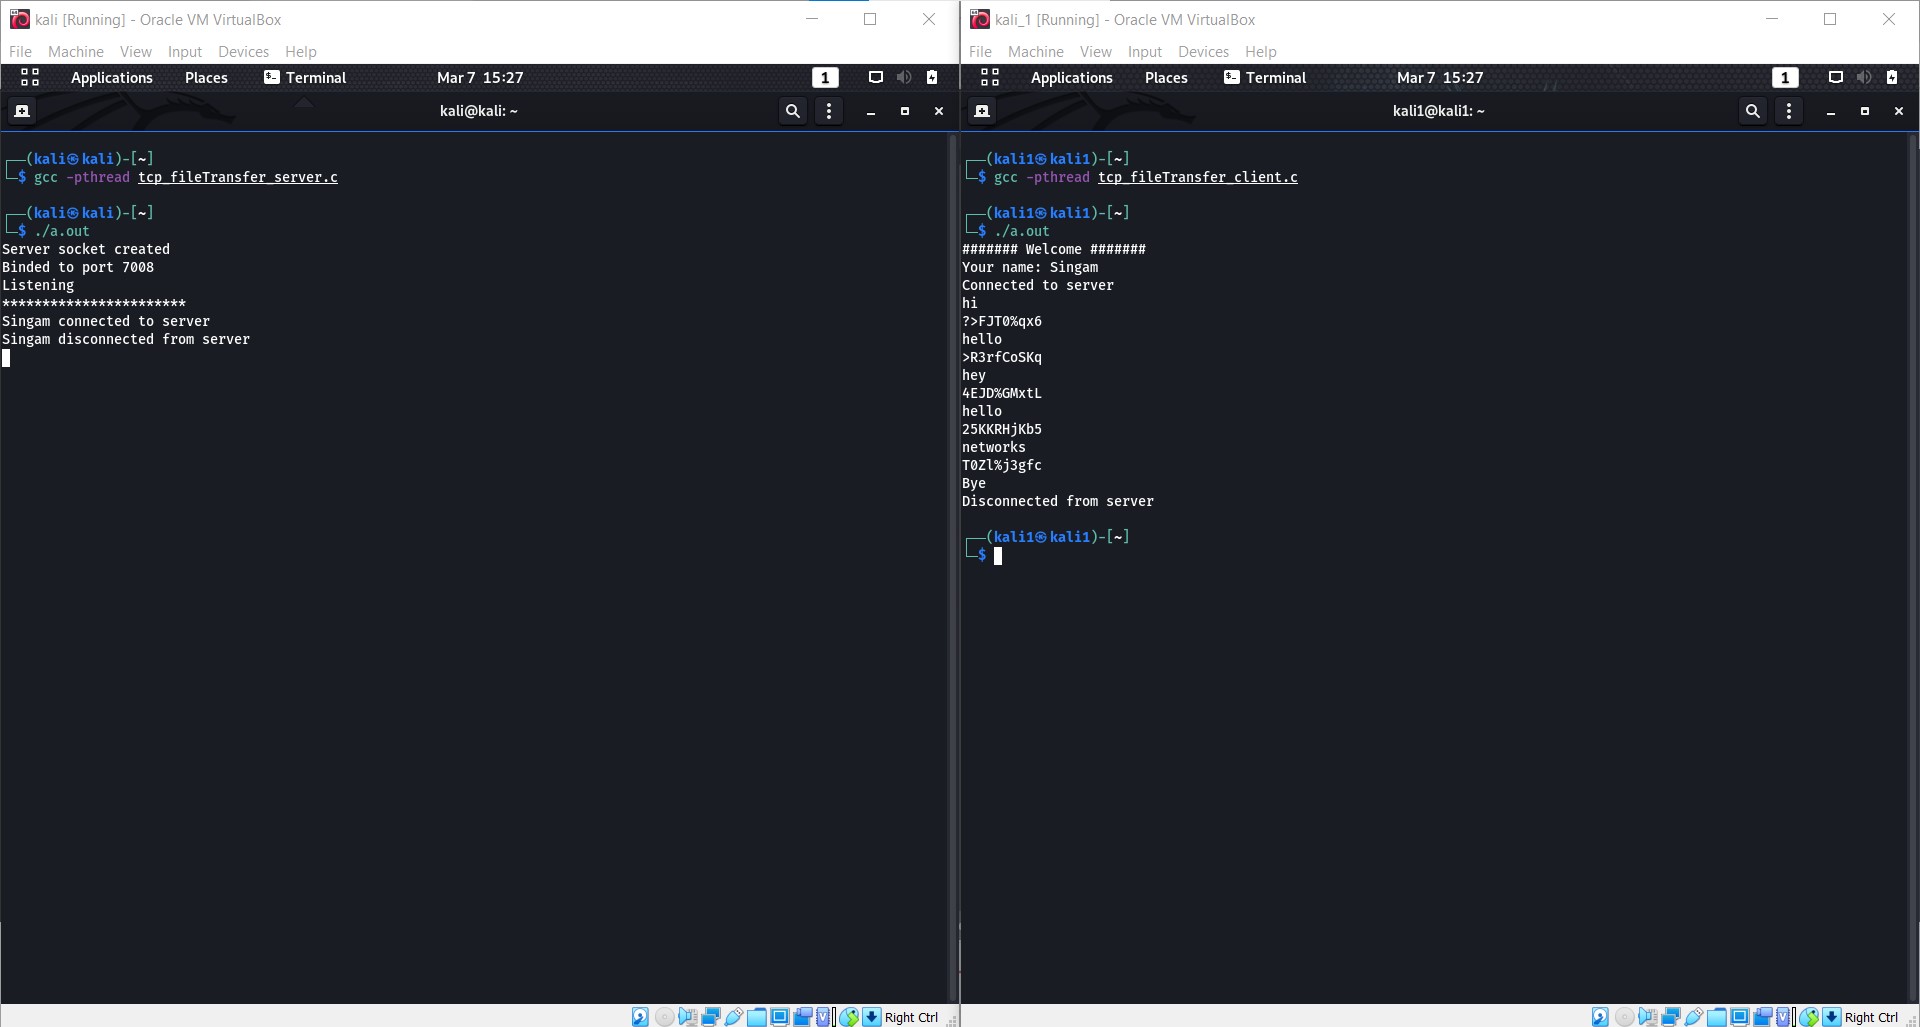 kali [Running] - Oracle VM VirtualBox
File Machine View Input Devices Help
Applications Places Terminal Mar 7 15:27 1
kali@kali: ~
┌──(kali㉿kali)-[~]
└─$ gcc -pthread tcp_fileTransfer_server.c
┌──(kali㉿kali)-[~]
└─$ ./a.out
Server socket created
Binded to port 7008
Listening
***********************
Singam connected to server
Singam disconnected from server
Right Ctrl
kali_1 [Running] - Oracle VM VirtualBox
File Machine View Input Devices Help
Applications Places Terminal Mar 7 15:27 1
kali1@kali1: ~
┌──(kali1㉿kali1)-[~]
└─$ gcc -pthread tcp_fileTransfer_client.c
┌──(kali1㉿kali1)-[~]
└─$ ./a.out
####### Welcome #######
Your name: Singam
Connected to server
hi
?>FJT0%qx6
hello
>R3rfCoSKq
hey
4EJD%GMxtL
hello
25KKRHjKb5
networks
T0Zl%j3gfc
Bye
Disconnected from server
┌──(kali1㉿kali1)-[~]
└─$
Right Ctrl